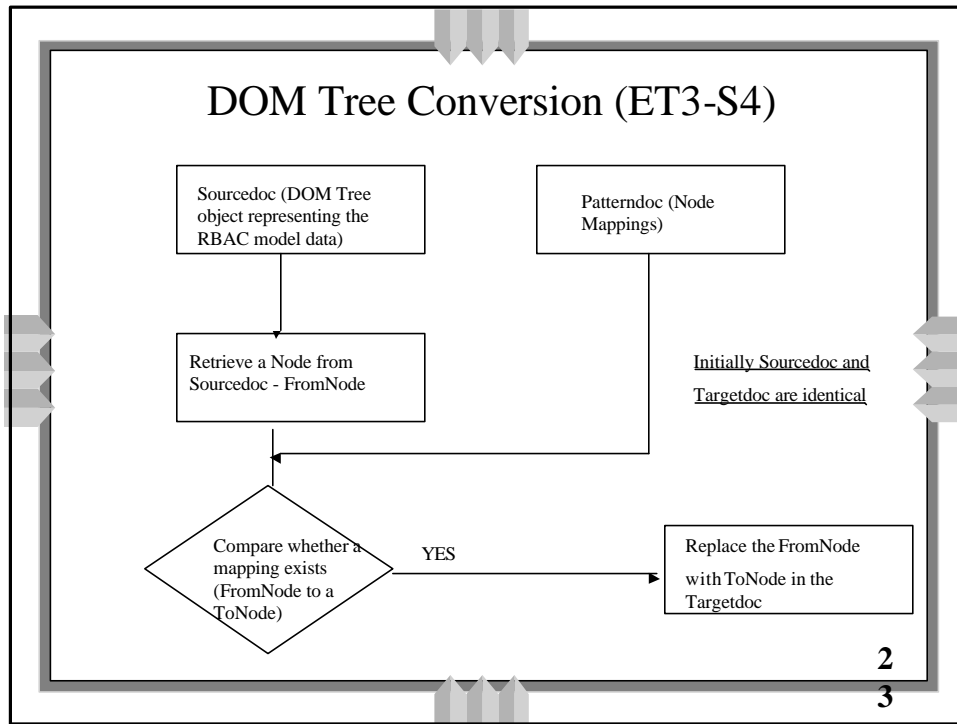 DOM Tree Conversion (ET3-S4)
Sourcedoc (DOM Tree
object representing the
RBAC model data)
Patterndoc (Node
Mappings)
Retrieve a Node from
Sourcedoc - FromNode
Initially Sourcedoc and
Targetdoc are identical
Compare whether a
mapping exists
(FromNode to a
ToNode)
YES
Replace the FromNode
with ToNode in the
Targetdoc
2
3